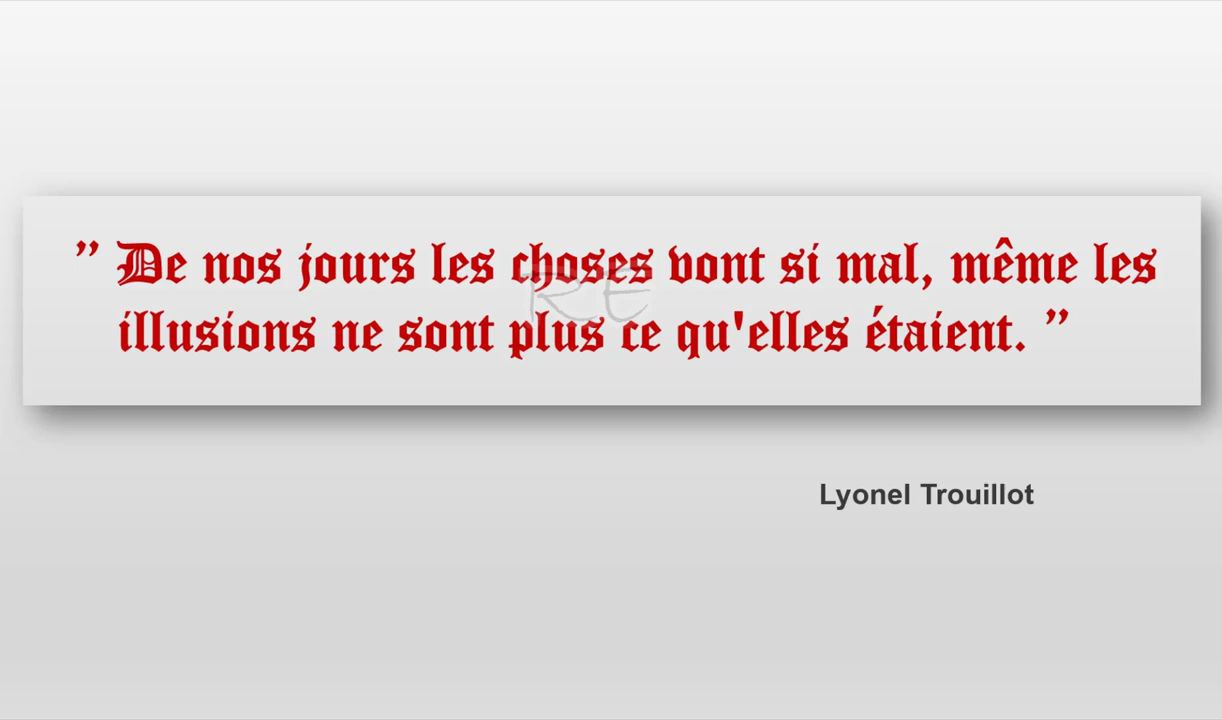 ” De nos jours les choses vont si mal, même les
illusions ne sont plus ce qu'elles étaient. ”
RE
Lyonel Trouillot